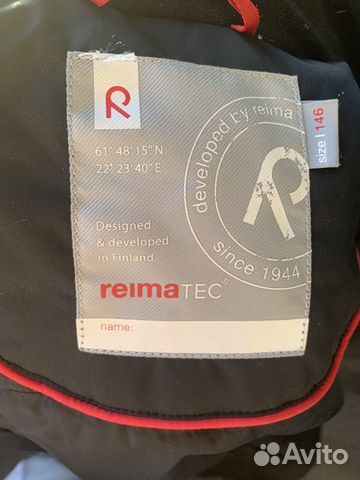 61° 48' 15" N
22° 23' 40" E
Designed
& developed
in Finland.
reimaTEC®
name:
developed by reima
since 1944
size | 146
Avito